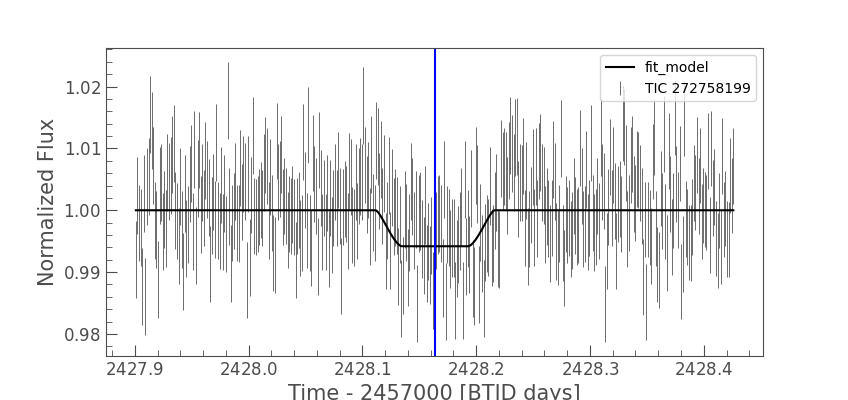 fit_model
TIC 272758199
1.02
1.01
1.00
0.99
0.98
Normalized Flux
2427.9 2428.0 2428.1 2428.2 2428.3 2428.4
Time - 2457000 [BTJD days]